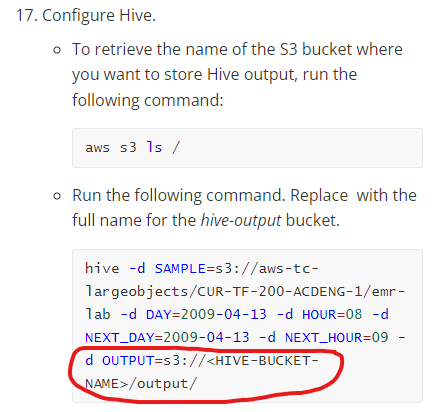 17. Configure Hive.
To retrieve the name of the S3 bucket where
you want to store Hive output, run the
following command:
aws s3 ls /
Run the following command. Replace  with the
full name for the hive-output bucket.
hive -d SAMPLE=s3://aws-tc-
largeobjects/CUR-TF-200-ACDENG-1/emr-
lab -d DAY=2009-04-13 -d HOUR=08 -d
NEXT_DAY=2009-04-13 -d NEXT_HOUR=09 -
d OUTPUT=s3://<HIVE-BUCKET-
NAME>/output/